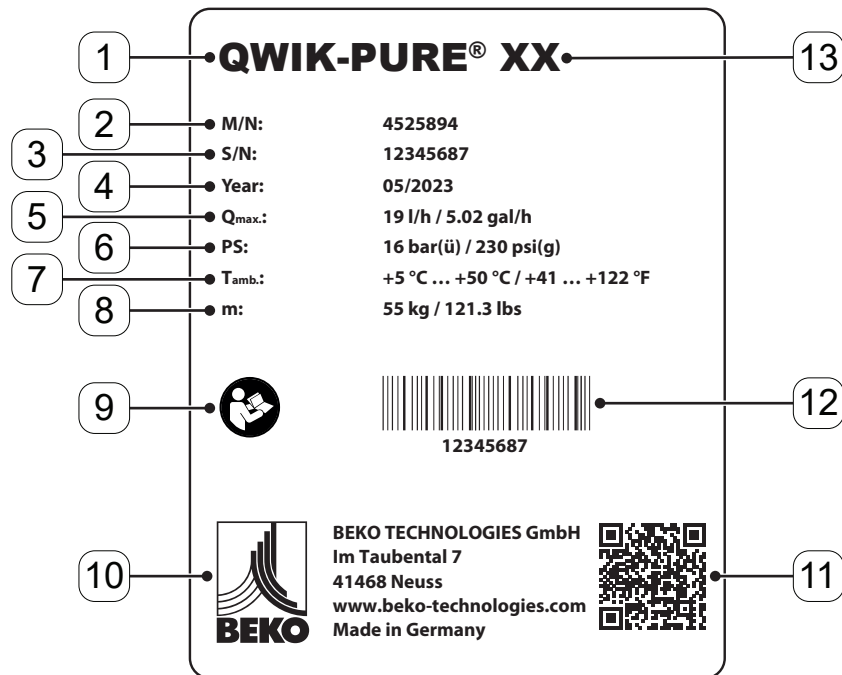 1 QWIK-PURE® XX 13
2 M/N: 4525894
3 S/N: 12345687
4 Year: 05/2023
5 Qmax.: 19 l/h / 5.02 gal/h
6 PS: 16 bar(ü) / 230 psi(g)
7 Tamb.: +5 °C … +50 °C / +41 … +122 °F
8 m: 55 kg / 121.3 lbs
9 12
12345687
BEKO TECHNOLOGIES GmbH
Im Taubental 7
10 41468 Neuss 11
www.beko-technologies.com
BEKO Made in Germany